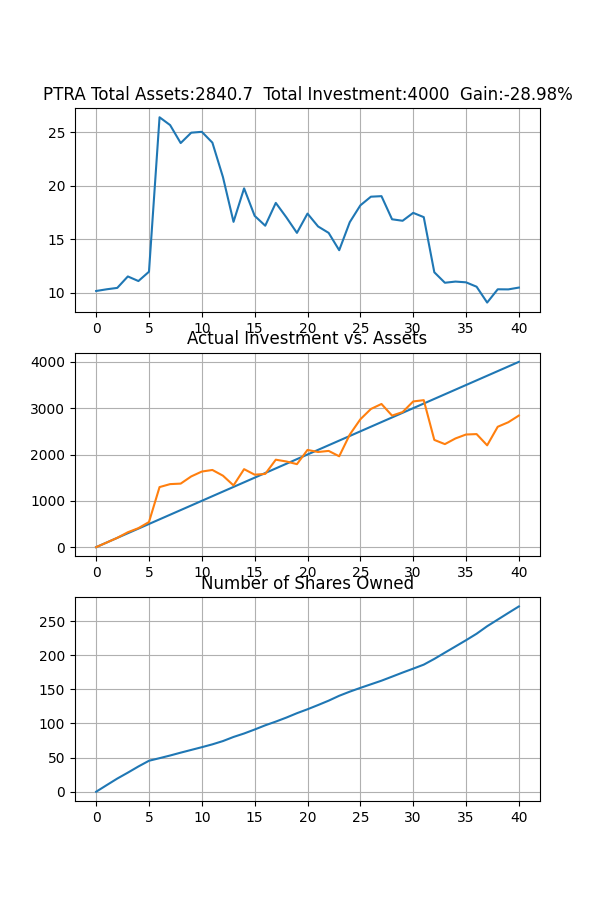 PTRA Total Assets:2840.7  Total Investment:4000  Gain:-28.98%
25
20
15
10
0 5 10 15 20 25 30 35 40
Actual Investment vs. Assets
4000
3000
2000
1000
0
0 5 10 15 20 25 30 35 40
Number of Shares Owned
250
200
150
100
50
0
0 5 10 15 20 25 30 35 40